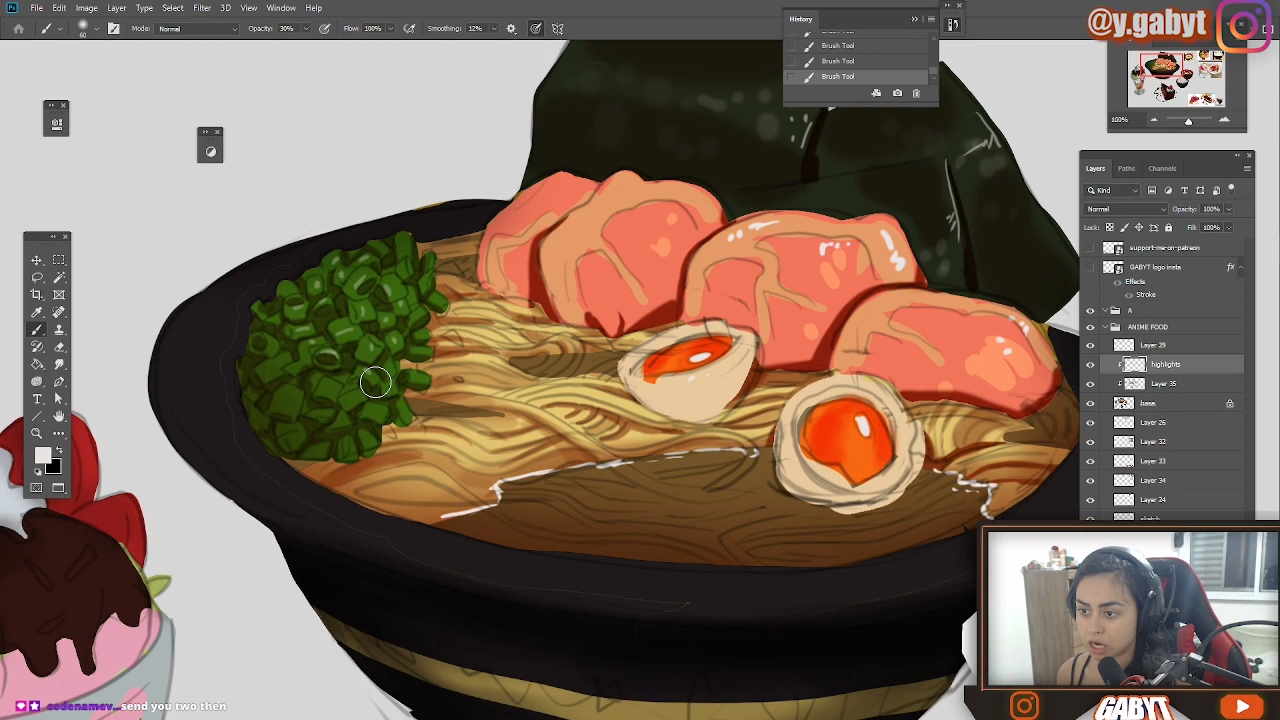 Ps File Edit Image Layer Type Select Filter 3D View Window Help
60 Mode: Normal Opacity: 30% Flow: 100% Smoothing: 12%
History
Brush Tool
Brush Tool
Brush Tool
@y.gabyt
100%
Layers Paths Channels
Kind
Normal Opacity: 100%
Lock: Fill: 100%
support-me-on-patreon
GABYT logo insta fx
Effects
Stroke
A
ANIME FOOD
Layer 29
highlights
Layer 35
base
Layer 26
Layer 32
Layer 33
Layer 34
Layer 24
send you two then
GABYT